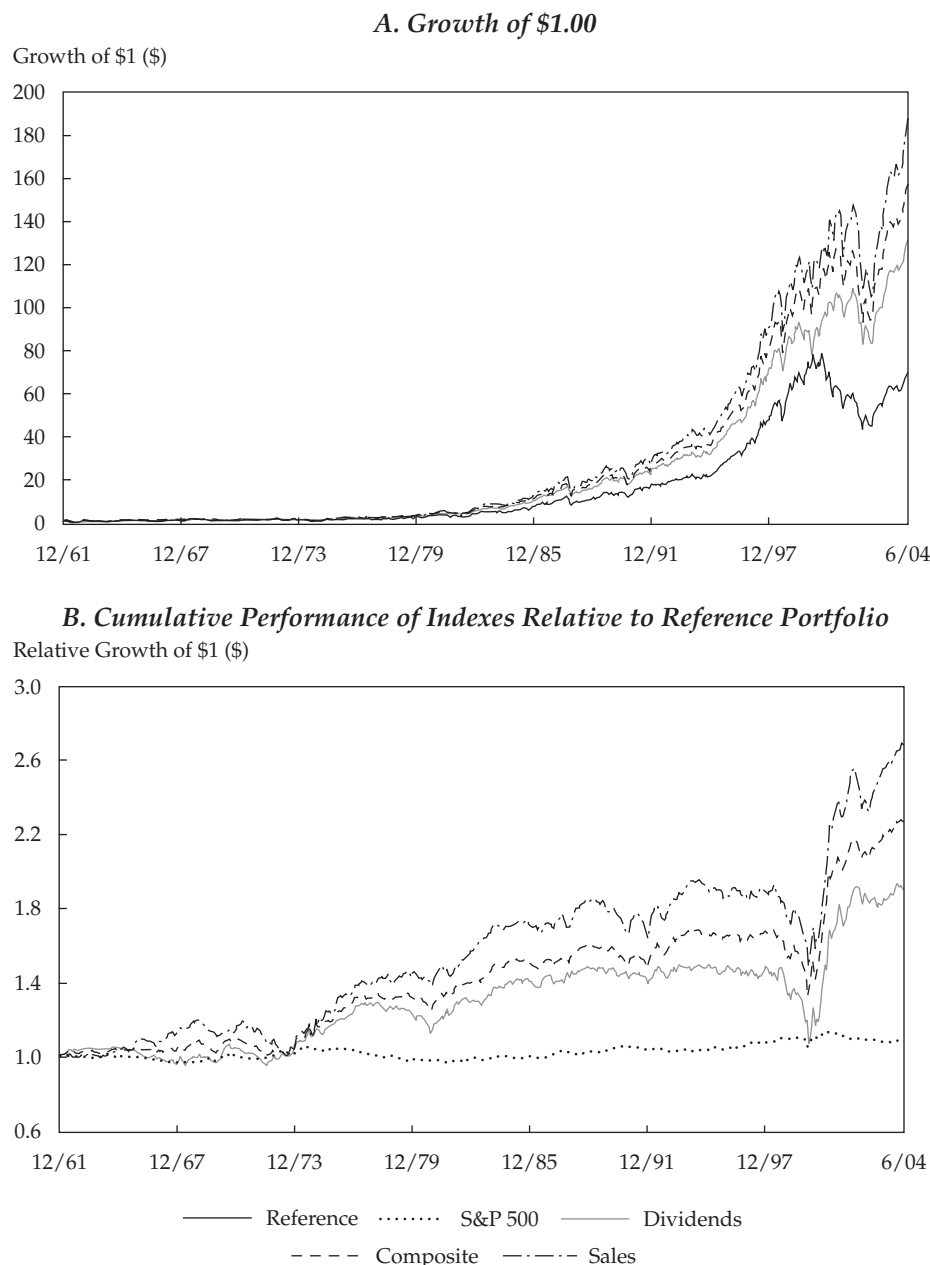 A. Growth of $1.00
Growth of $1 ($)
200
180
160
140
120
100
80
60
40
20
0
12/61 12/67 12/73 12/79 12/85 12/91 12/97 6/04
B. Cumulative Performance of Indexes Relative to Reference Portfolio
Relative Growth of $1 ($)
3.0
2.6
2.2
1.8
1.4
1.0
0.6
12/61 12/67 12/73 12/79 12/85 12/91 12/97 6/04
Reference S&P 500 Dividends
Composite Sales